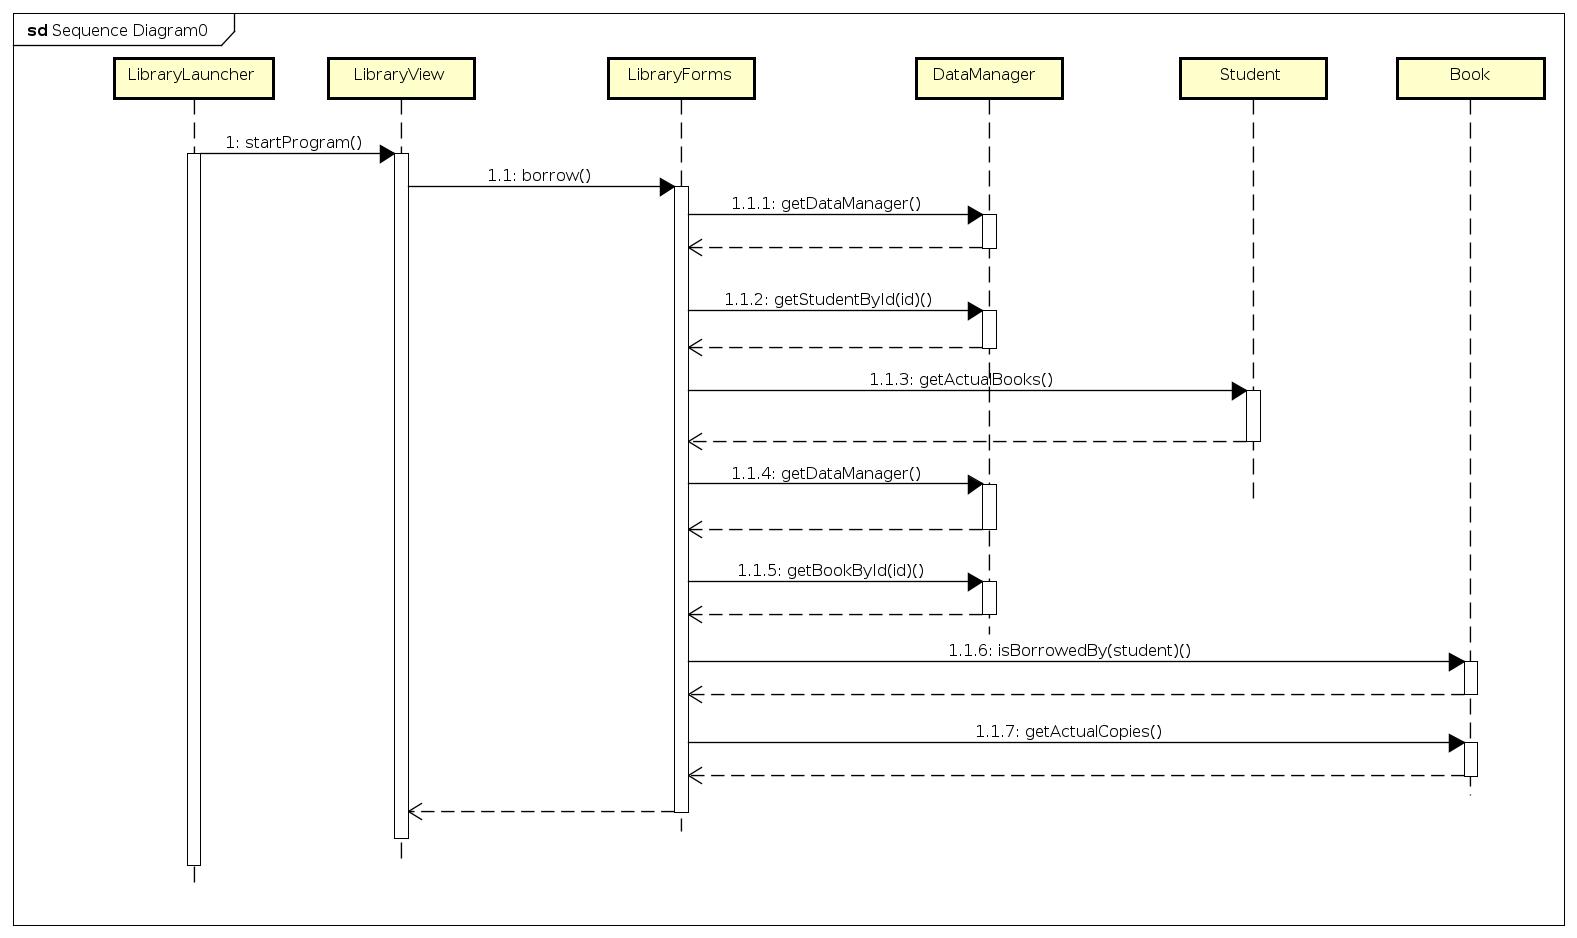 sd Sequence Diagram0
LibraryLauncher LibraryView LibraryForms DataManager Student Book
1: startProgram()
1.1: borrow()
1.1.1: getDataManager()
1.1.2: getStudentById(id)()
1.1.3: getActualBooks()
1.1.4: getDataManager()
1.1.5: getBookById(id)()
1.1.6: isBorrowedBy(student)()
1.1.7: getActualCopies()